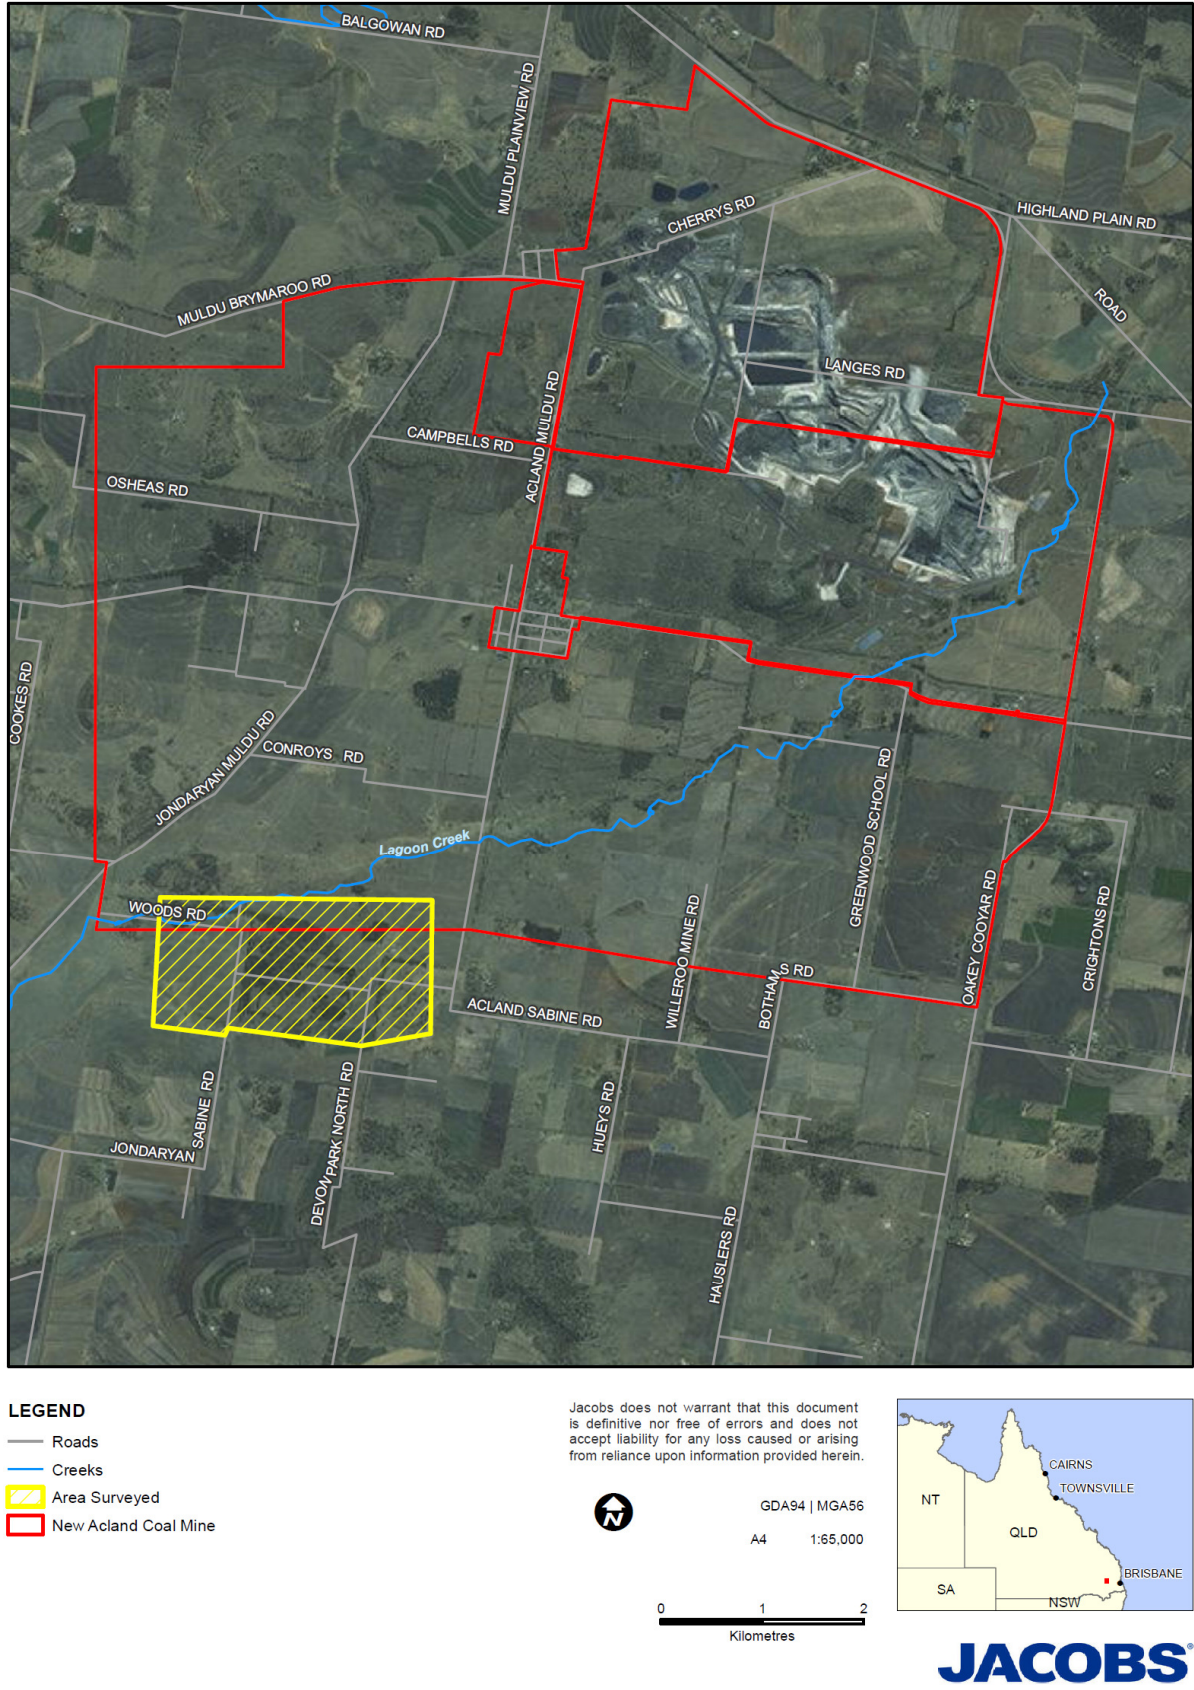 BALGOWAN RD
MULDU PLAINVIEW RD
CHERRYS RD
HIGHLAND PLAIN RD
MULDU BRYMAROO RD
ROAD
LANGES RD
ACLAND MULDU RD
CAMPBELLS RD
OSHEAS RD
COOKES RD
JONDARYAN MULDU RD
CONROYS RD
GREENWOOD SCHOOL RD
Lagoon Creek
WOODS RD
WILLEROO MINE RD
BOTHAMS RD
OAKEY COOYAR RD
CRIGHTONS RD
ACLAND SABINE RD
SABINE RD
DEVON PARK NORTH RD
HUEYS RD
JONDARYAN
HAUSLERS RD
LEGEND
Roads
Creeks
Area Surveyed
New Acland Coal Mine
Jacobs does not warrant that this document
is definitive nor free of errors and does not
accept liability for any loss caused or arising
from reliance upon information provided herein.
N
GDA94 | MGA56
A4 1:65,000
0 1 2
Kilometres
CAIRNS
TOWNSVILLE
NT
QLD
BRISBANE
SA
NSW
JACOBS®